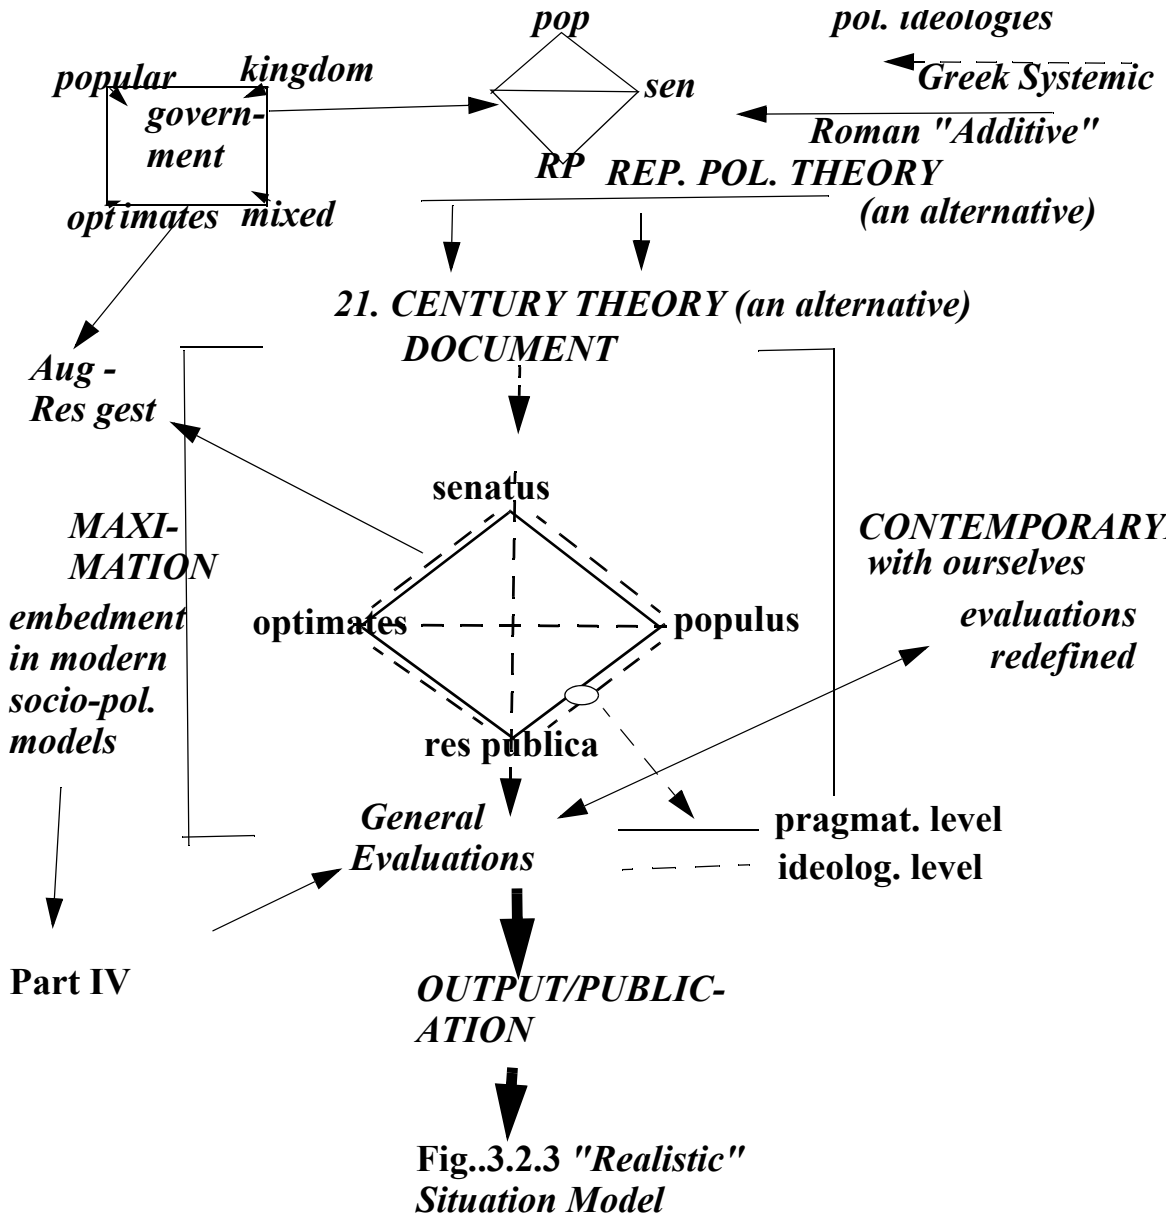 pop
pol. ideologies
popular
kingdom
Greek Systemic
sen
govern-
ment
Roman "Additive"
RP
REP. POL. THEORY
optimates
mixed
(an alternative)
21. CENTURY THEORY (an alternative)
DOCUMENT
Aug -
Res gest
senatus
MAXI-
MATION
CONTEMPORARY
with ourselves
embedment
in modern
socio-pol.
models
optimates
populus
evaluations
redefined
res publica
General
Evaluations
pragmat. level
ideolog. level
Part IV
OUTPUT/PUBLIC-
ATION
Fig..3.2.3 "Realistic"
Situation Model